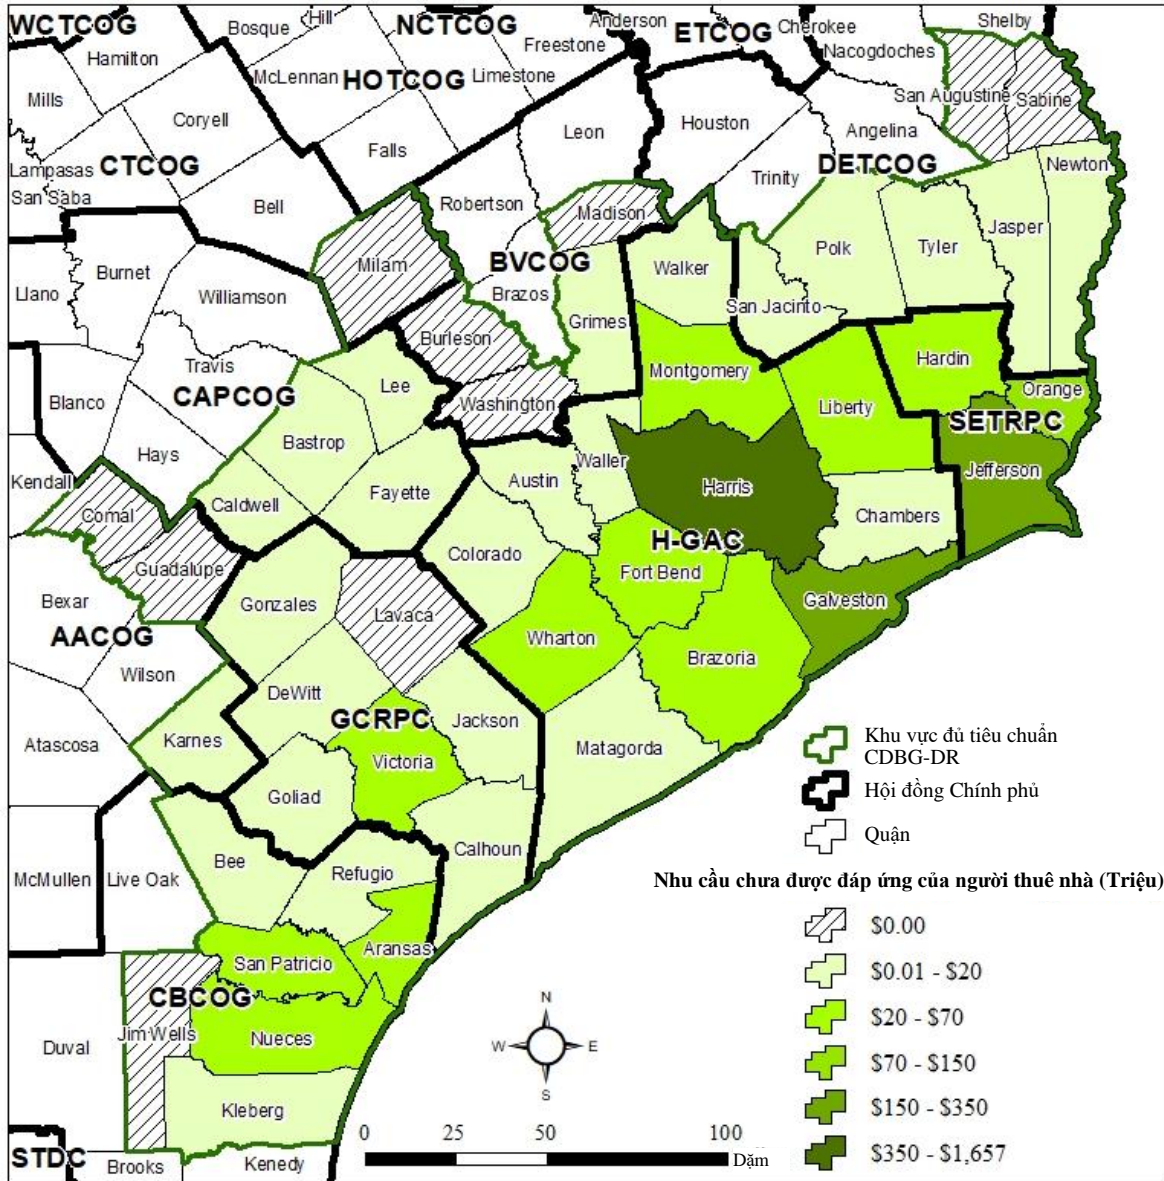 WCTCOG
Hill
Bosque
NCTCOG
Anderson
ETCOG
Cherokee
Shelby
Hamilton
Freestone
Nacogdoches
McLennan
HOTCOG
Limestone
Mills
San Augustine
Sabine
Coryell
Leon
Houston
Angelina
Falls
Lampasas
CTCOG
DETCOG
Newton
San Saba
Trinity
Bell
Robertson
Madison
Jasper
Polk
Tyler
Burnet
Milam
BVCOG
Walker
Llano
Williamson
Brazos
San Jacinto
Grimes
Burleson
Travis
Hardin
Montgomery
Lee
Orange
CAPCOG
Blanco
Washington
Liberty
SETRPC
Bastrop
Hays
Waller
Jefferson
Kendall
Austin
Harris
Fayette
Caldwell
Comal
Chambers
H-GAC
Colorado
Guadalupe
Fort Bend
Bexar
Gonzales
Galveston
Lavaca
AACOG
Wharton
Brazoria
Wilson
DeWitt
GCRPC
Jackson
Karnes
Atascosa
Victoria
Matagorda
Goliad
Calhoun
Bee
Refugio
McMullen
Live Oak
Aransas
San Patricio
CBCOG
Jim Wells
Nueces
Duval
Kleberg
STDC
Brooks
Kenedy
N
W
E
S
0
25
50
100
Dặm
Khu vực đủ tiêu chuẩn
CDBG-DR
Hội đồng Chính phủ
Quận
Nhu cầu chưa được đáp ứng của người thuê nhà (Triệu)
$0.00
$0.01 - $20
$20 - $70
$70 - $150
$150 - $350
$350 - $1,657